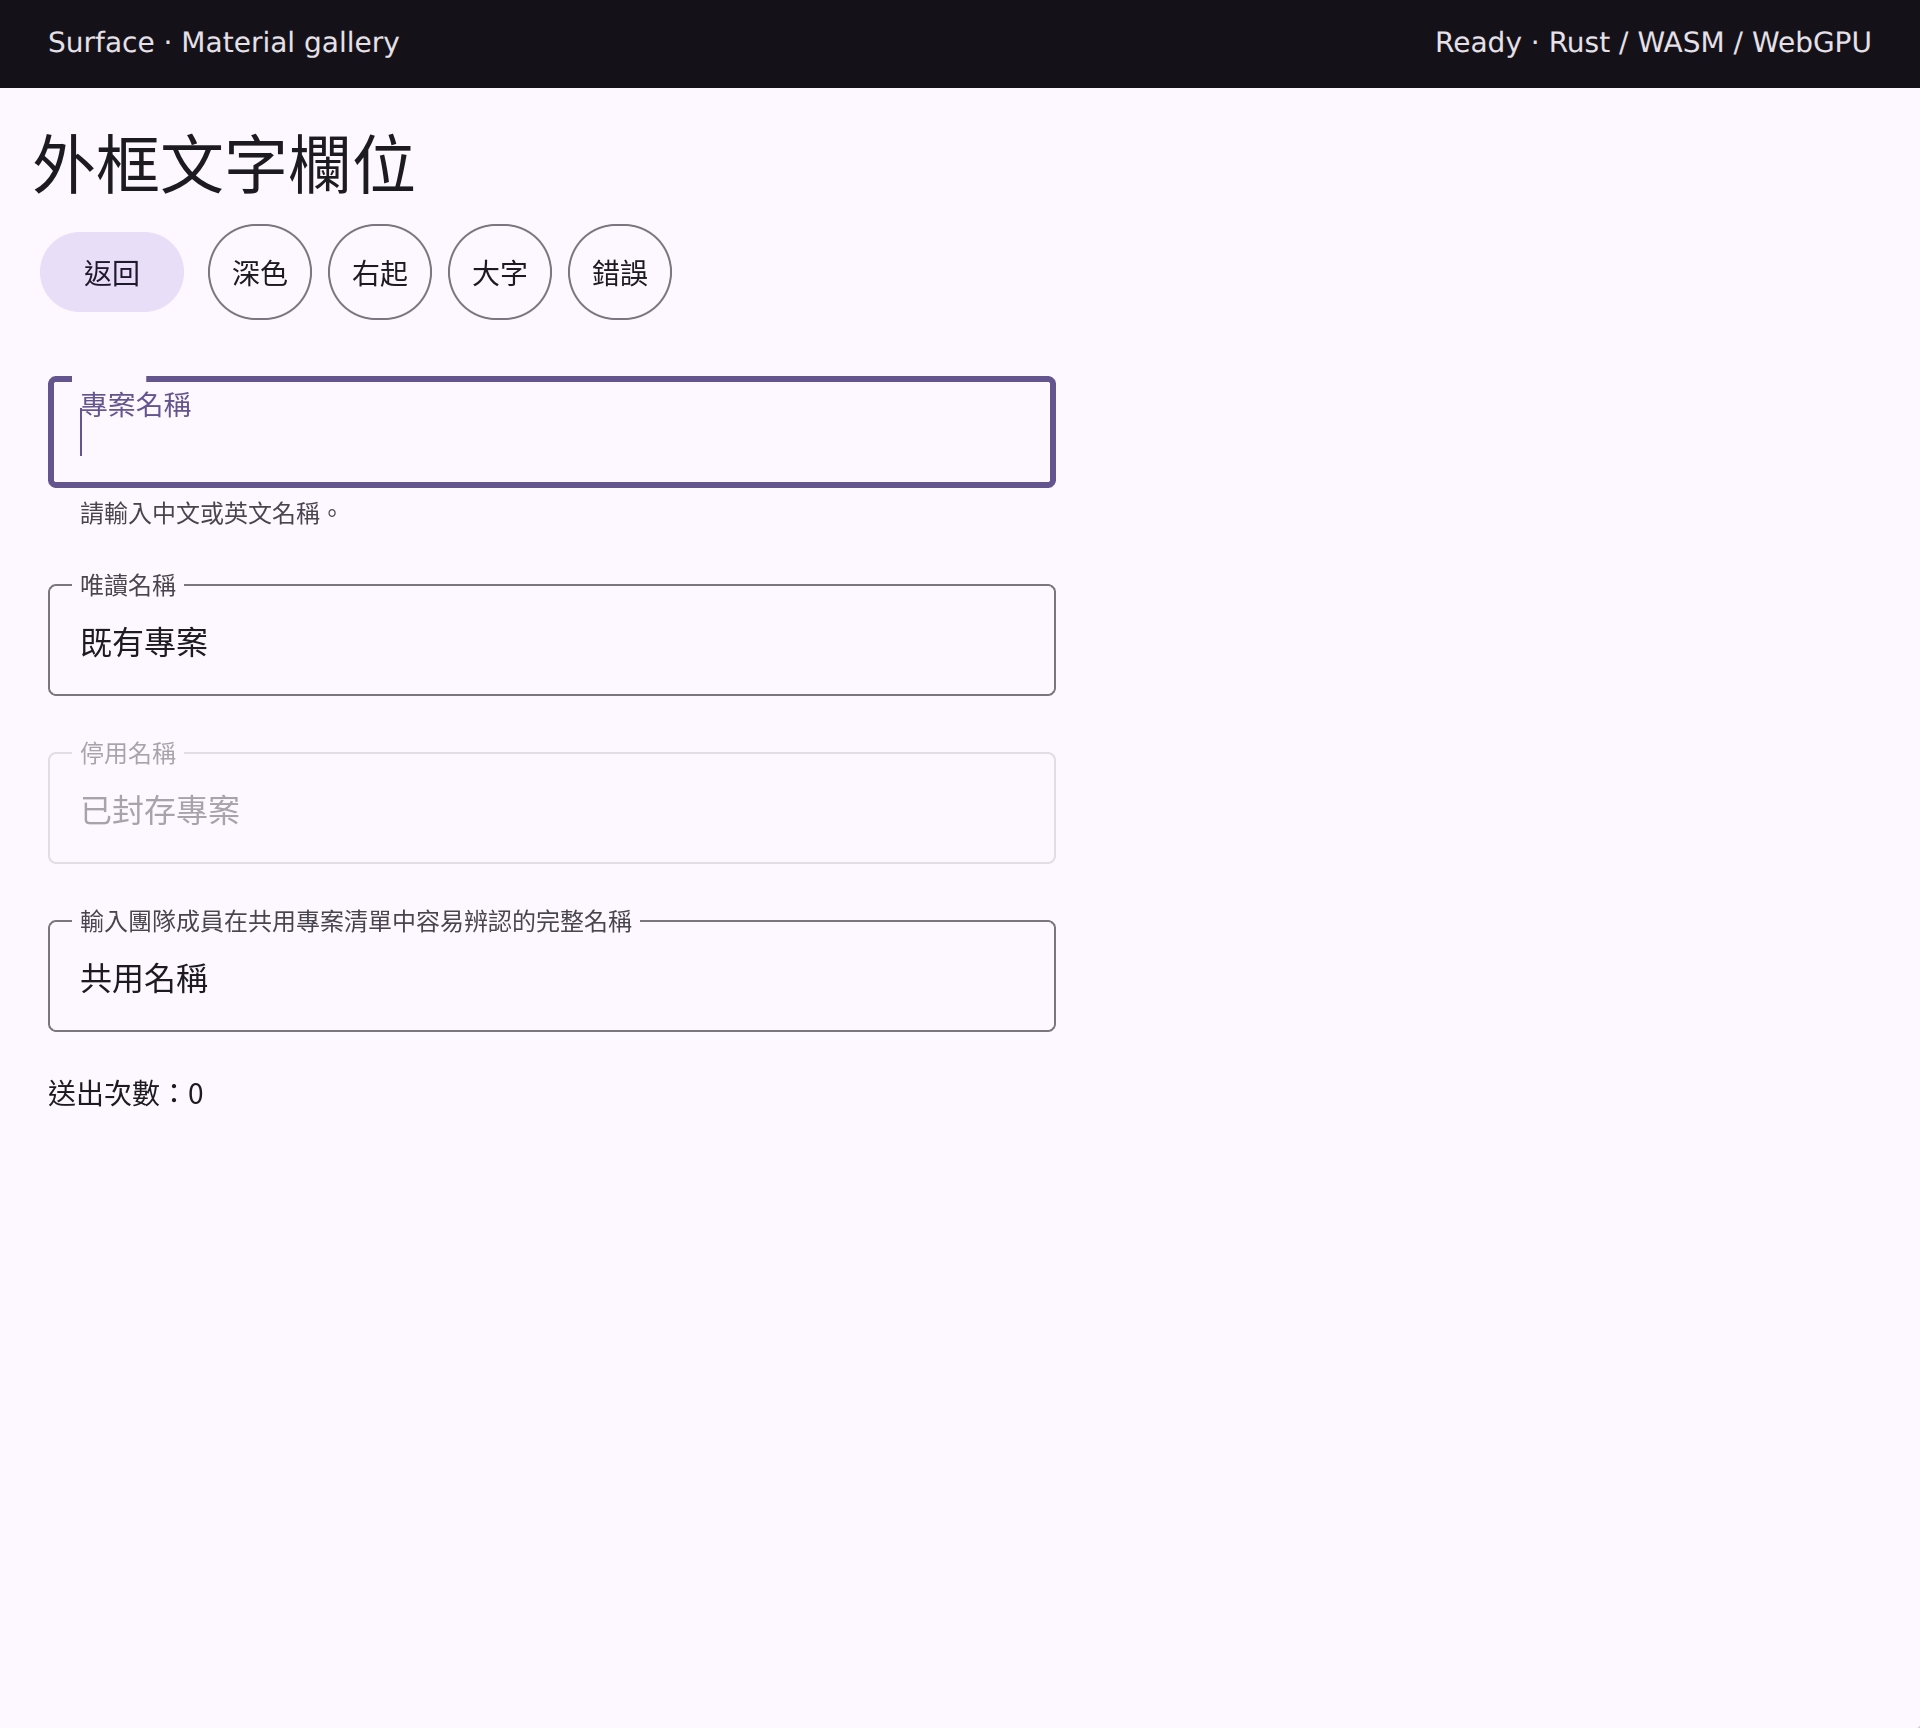 Surface · Material gallery
Ready · Rust / WASM / WebGPU
外框文字欄位
返回 深色 右起 大字 錯誤
專案名稱
請輸入中文或英文名稱。
唯讀名稱
既有專案
停用名稱
已封存專案
輸入團隊成員在共用專案清單中容易辨認的完整名稱
共用名稱
送出次數：0